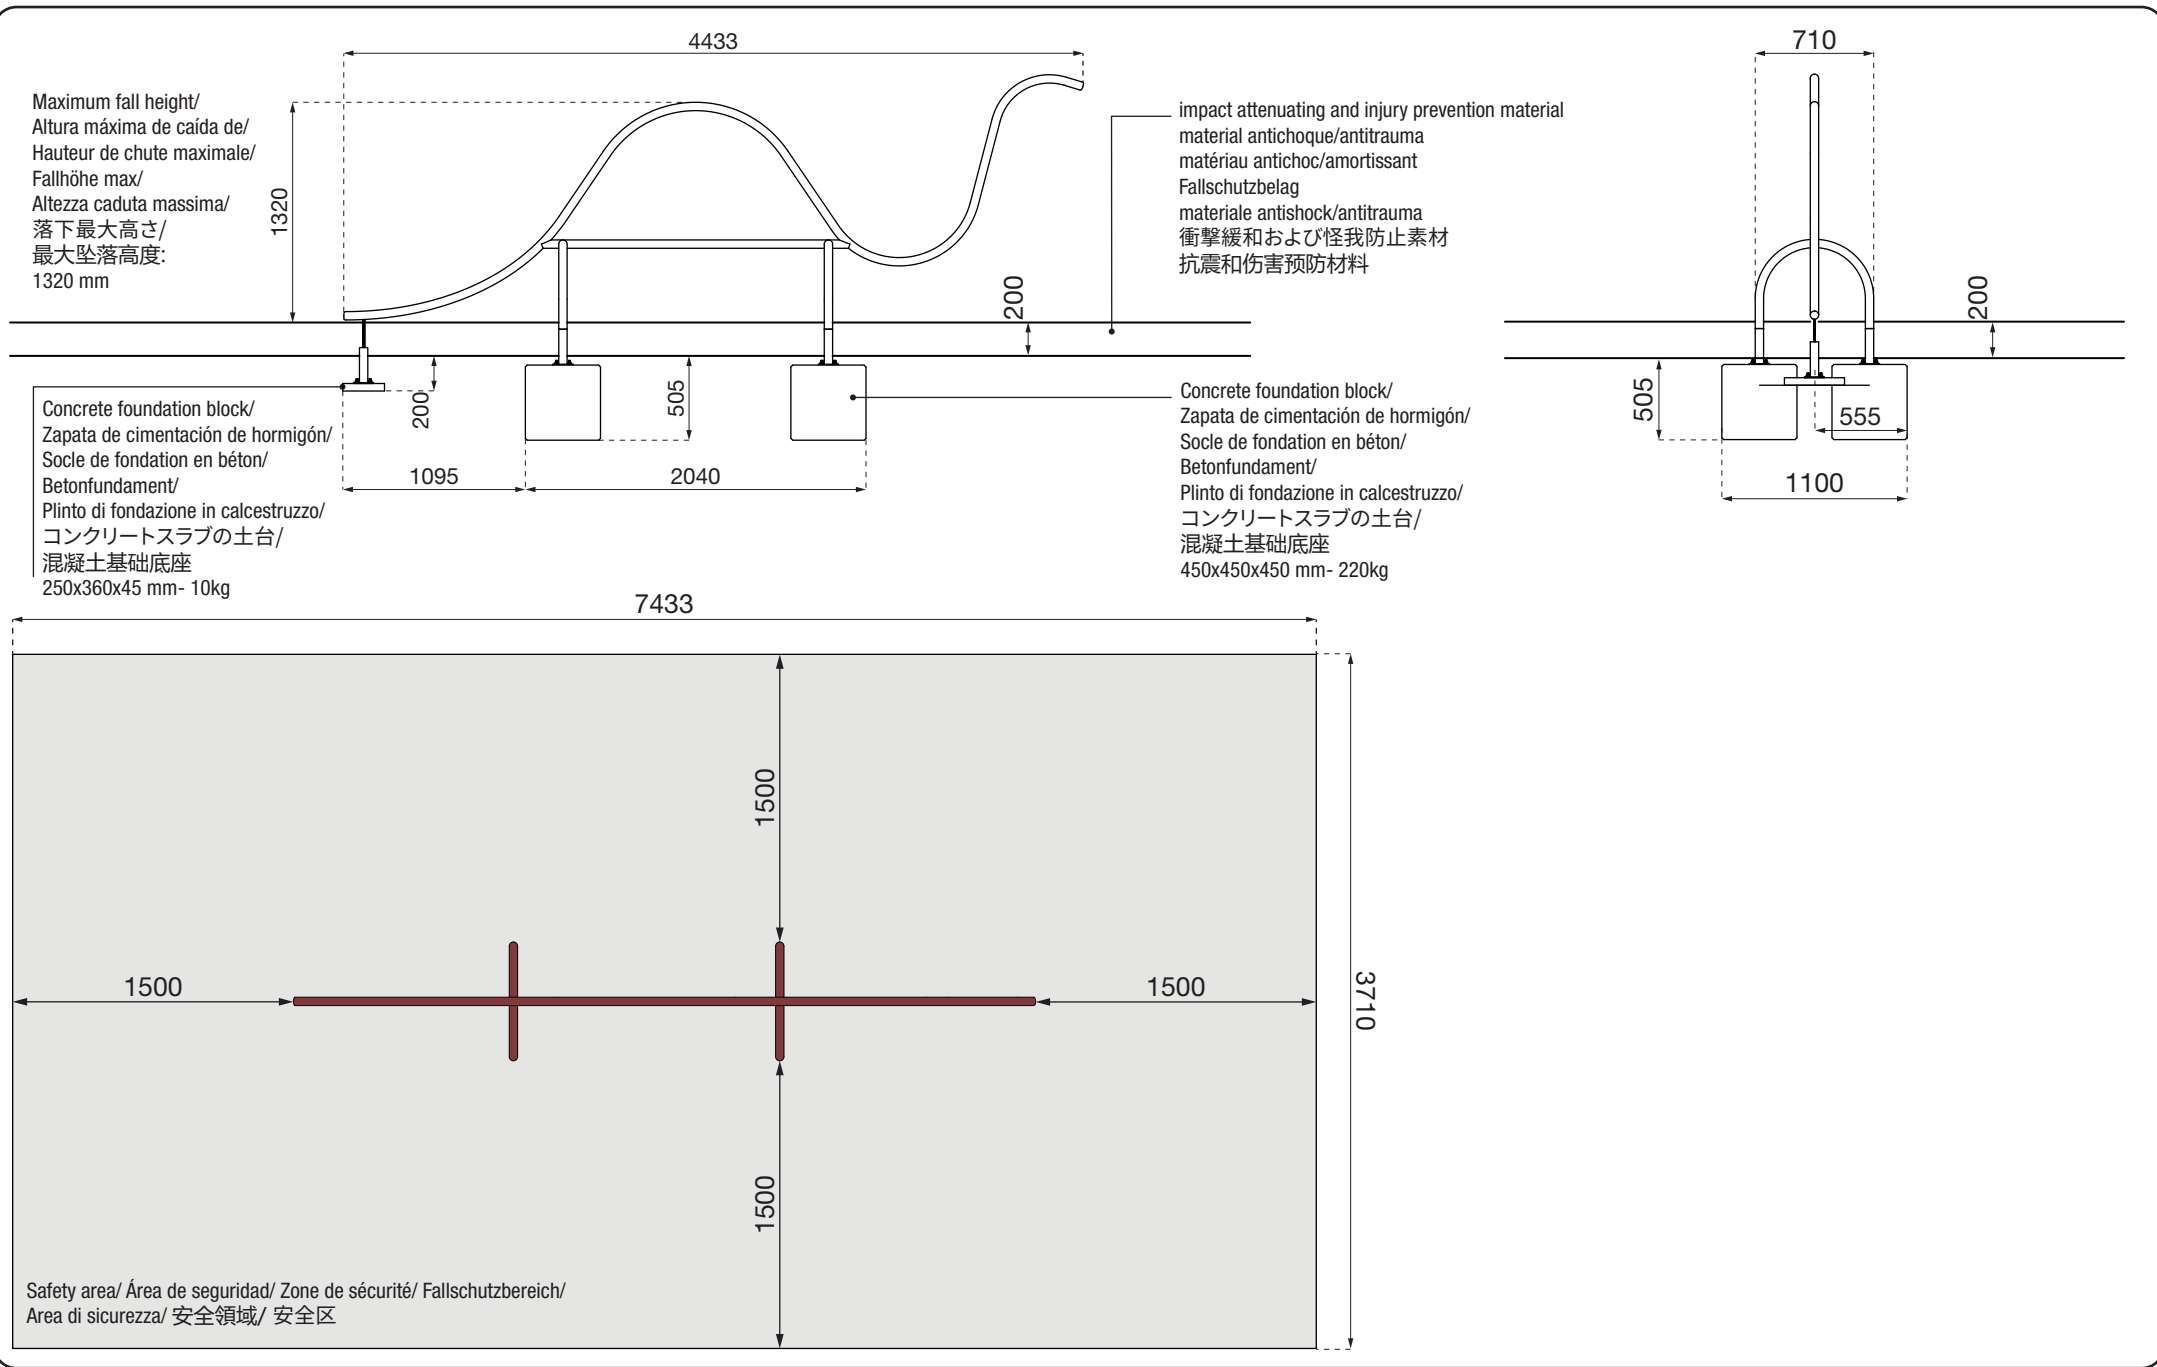 4433
710
Maximum fall height/
Altura máxima de caída de/
Hauteur de chute maximale/
Fallhöhe max/
Altezza caduta massima/
落下最大高さ/
最大坠落高度:
1320 mm
1320
impact attenuating and injury prevention material
material antichoque/antitrauma
matériau antichoc/amortissant
Fallschutzbelag
materiale antishock/antitrauma
衝撃緩和および怪我防止素材
抗震和伤害预防材料
200
200
Concrete foundation block/
Zapata de cimentación de hormigón/
Socle de fondation en béton/
Betonfundament/
Plinto di fondazione in calcestruzzo/
コンクリートスラブの土台/
混凝土基础底座
250x360x45 mm- 10kg
200
505
1095
2040
Concrete foundation block/
Zapata de cimentación de hormigón/
Socle de fondation en béton/
Betonfundament/
Plinto di fondazione in calcestruzzo/
コンクリートスラブの土台/
混凝土基础底座
450x450x450 mm- 220kg
505
555
1100
7433
1500
1500
1500
3710
1500
Safety area/ Área de seguridad/ Zone de sécurité/ Fallschutzbereich/
Area di sicurezza/ 安全領域/ 安全区